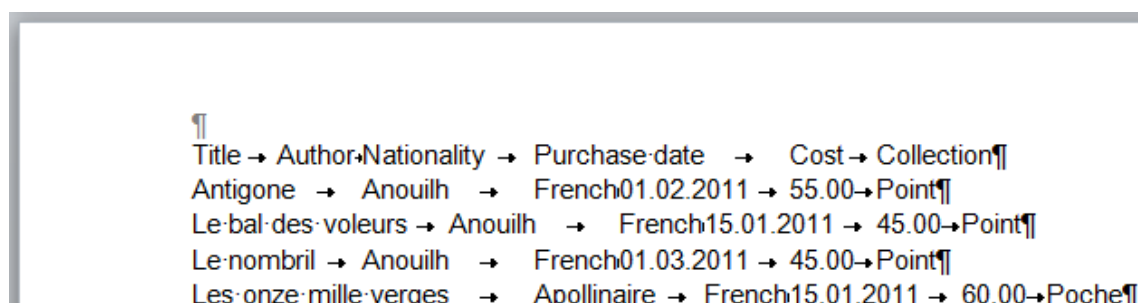 ¶
Title → Author→Nationality → Purchase·date → Cost → Collection¶
Antigone → Anouilh → French→01.02.2011 → 55.00→Point¶
Le·bal·des·voleurs → Anouilh → French→15.01.2011 → 45.00→Point¶
Le·nombril → Anouilh → French→01.03.2011 → 45.00→Point¶
Les·onze·mille·verges → Apollinaire → French→15.01.2011 → 60.00→Poche¶